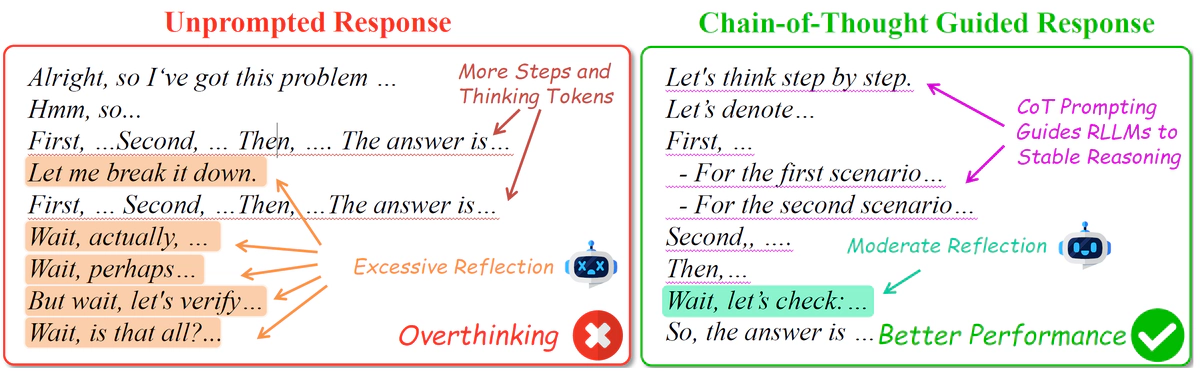 Unprompted Response
Alright, so I‘ve got this problem …
Hmm, so…
First, …Second, … Then, …. The answer is…
Let me break it down.
First, … Second, …Then, …The answer is…
Wait, actually, …
Wait, perhaps…
But wait, let's verify…
Wait, is that all?…
More Steps and
Thinking Tokens
Excessive Reflection
Overthinking
Chain-of-Thought Guided Response
Let's think step by step.
Let’s denote…
First, …
- For the first scenario…
- For the second scenario…
Second,, ….
Then,…
Wait, let’s check:…
So, the answer is …
CoT Prompting
Guides RLLMs to
Stable Reasoning
Moderate Reflection
Better Performance